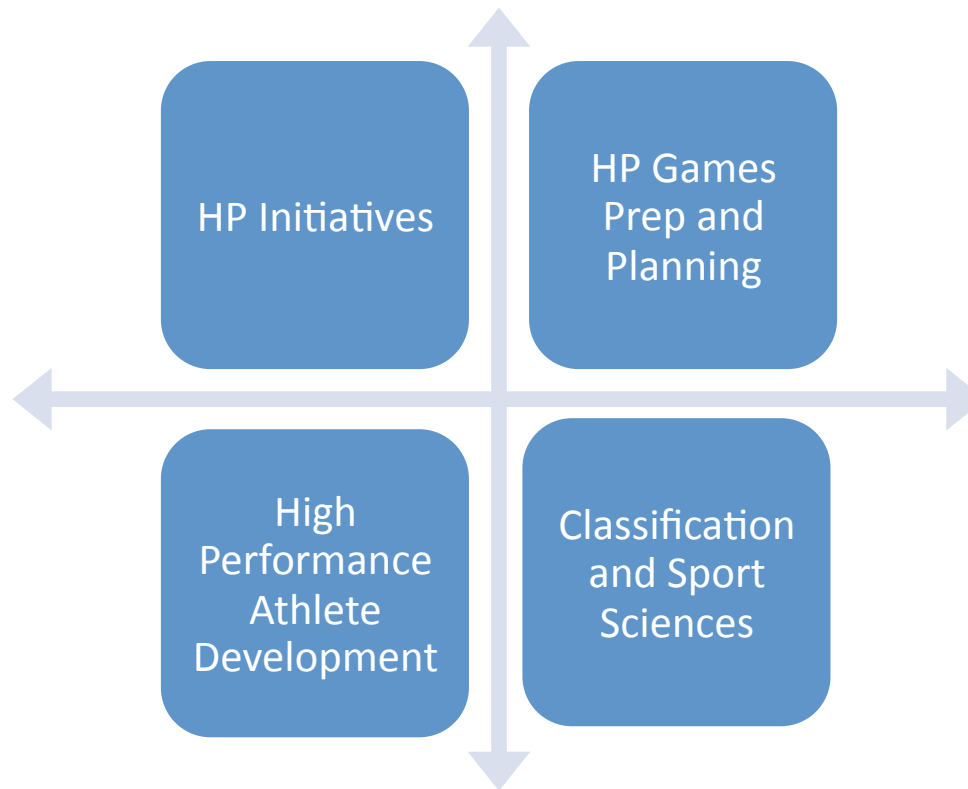 HP Initiatives
HP Games
Prep and
Planning
High
Performance
Athlete
Development
Classification
and Sport
Sciences